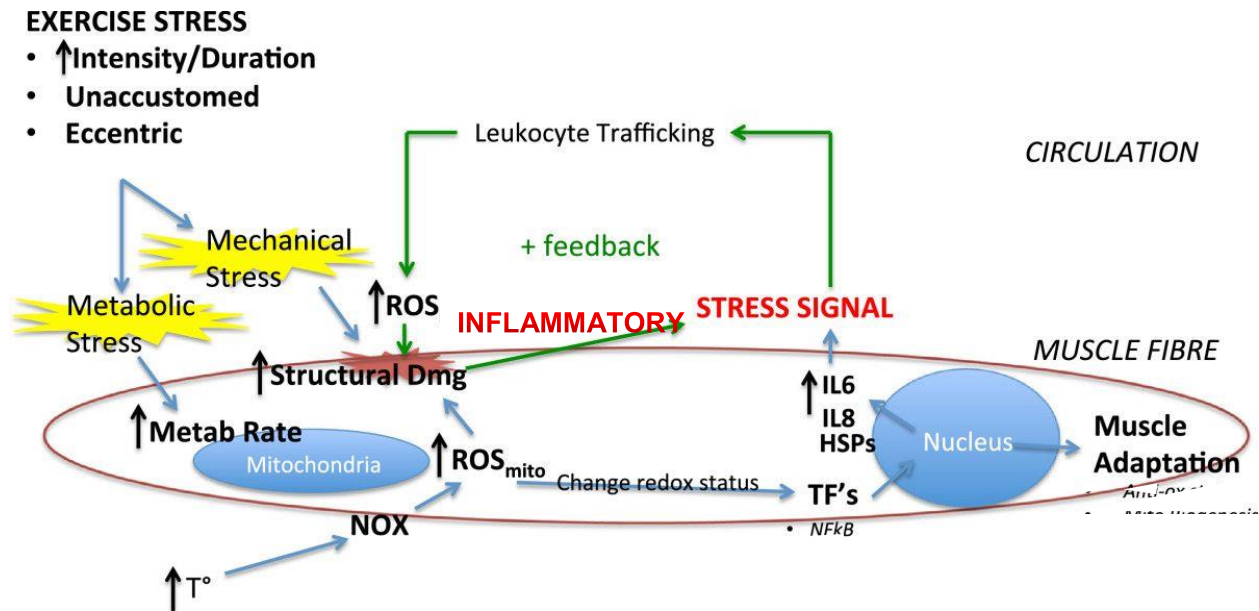 EXERCISE STRESS
• ↑Intensity/Duration
• Unaccustomed
• Eccentric
Leukocyte Trafficking
CIRCULATION
Mechanical
Stress
+ feedback
Metabolic
Stress
↑ROS
INFLAMMATORY
STRESS SIGNAL
MUSCLE FIBRE
↑Structural Dmg
↑IL6
IL8
HSPs
↑Metab Rate
Mitochondria
↑ROSmito
Nucleus
Muscle
Adaptation
Change redox status
TF's
• NFkB
NOX
↑T°